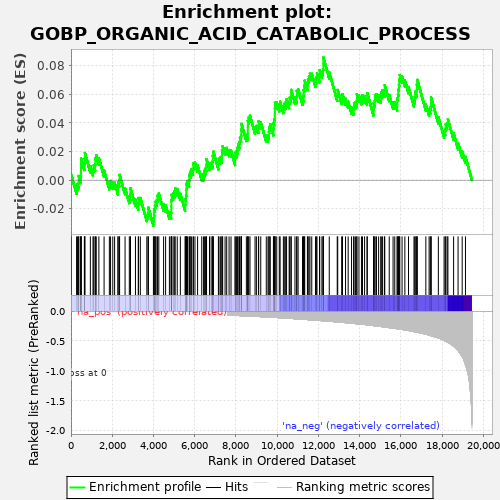 Enrichment plot:
GOBP_ORGANIC_ACID_CATABOLIC_PROCESS
Enrichment score (ES)
0.08
0.06
0.04
0.02
0.00
-0.02
Ranked list metric (PreRanked)
0.0
-0.5
-1.0
-1.5
-2.0
'na_pos' (positively correlated)
'na_neg' (negatively correlated)
0
2,000
4,000
6,000
8,000
10,000
12,000
14,000
16,000
18,000
20,000
Rank in Ordered Dataset
Enrichment profile
Hits
Ranking metric scores